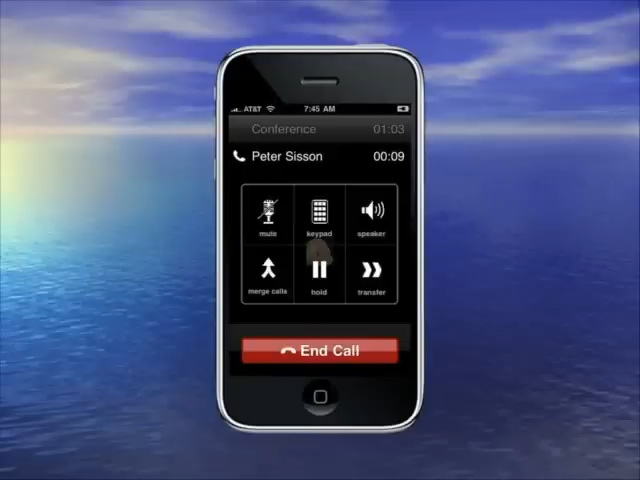 AT&T 7:45 AM
Conference 01:03
Peter Sisson 00:09
mute keypad speaker
merge calls hold transfer
End Call